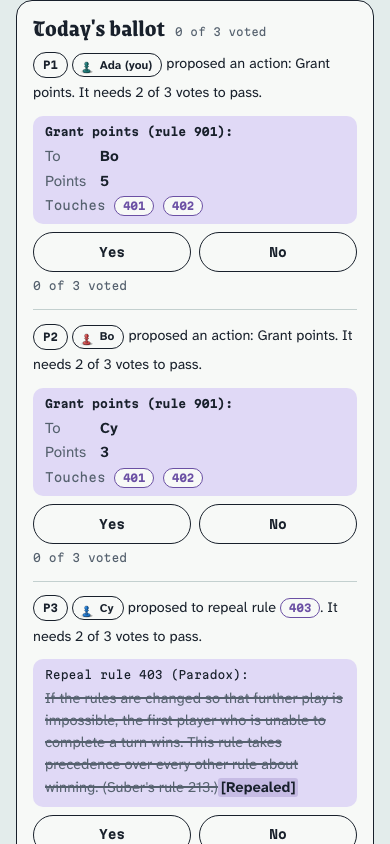 Today's ballot 0 of 3 voted
P1 Ada (you) proposed an action: Grant
points. It needs 2 of 3 votes to pass.
Grant points (rule 901):
To Bo
Points 5
Touches 401 402
Yes No
0 of 3 voted
P2 Bo proposed an action: Grant points. It
needs 2 of 3 votes to pass.
Grant points (rule 901):
To Cy
Points 3
Touches 401 402
Yes No
0 of 3 voted
P3 Cy proposed to repeal rule 403. It
needs 2 of 3 votes to pass.
Repeal rule 403 (Paradox):
If the rules are changed so that further play is
impossible, the first player who is unable to
complete a turn wins. This rule takes
precedence over every other rule about
winning. (Suber's rule 213.) [Repealed]
Yes No